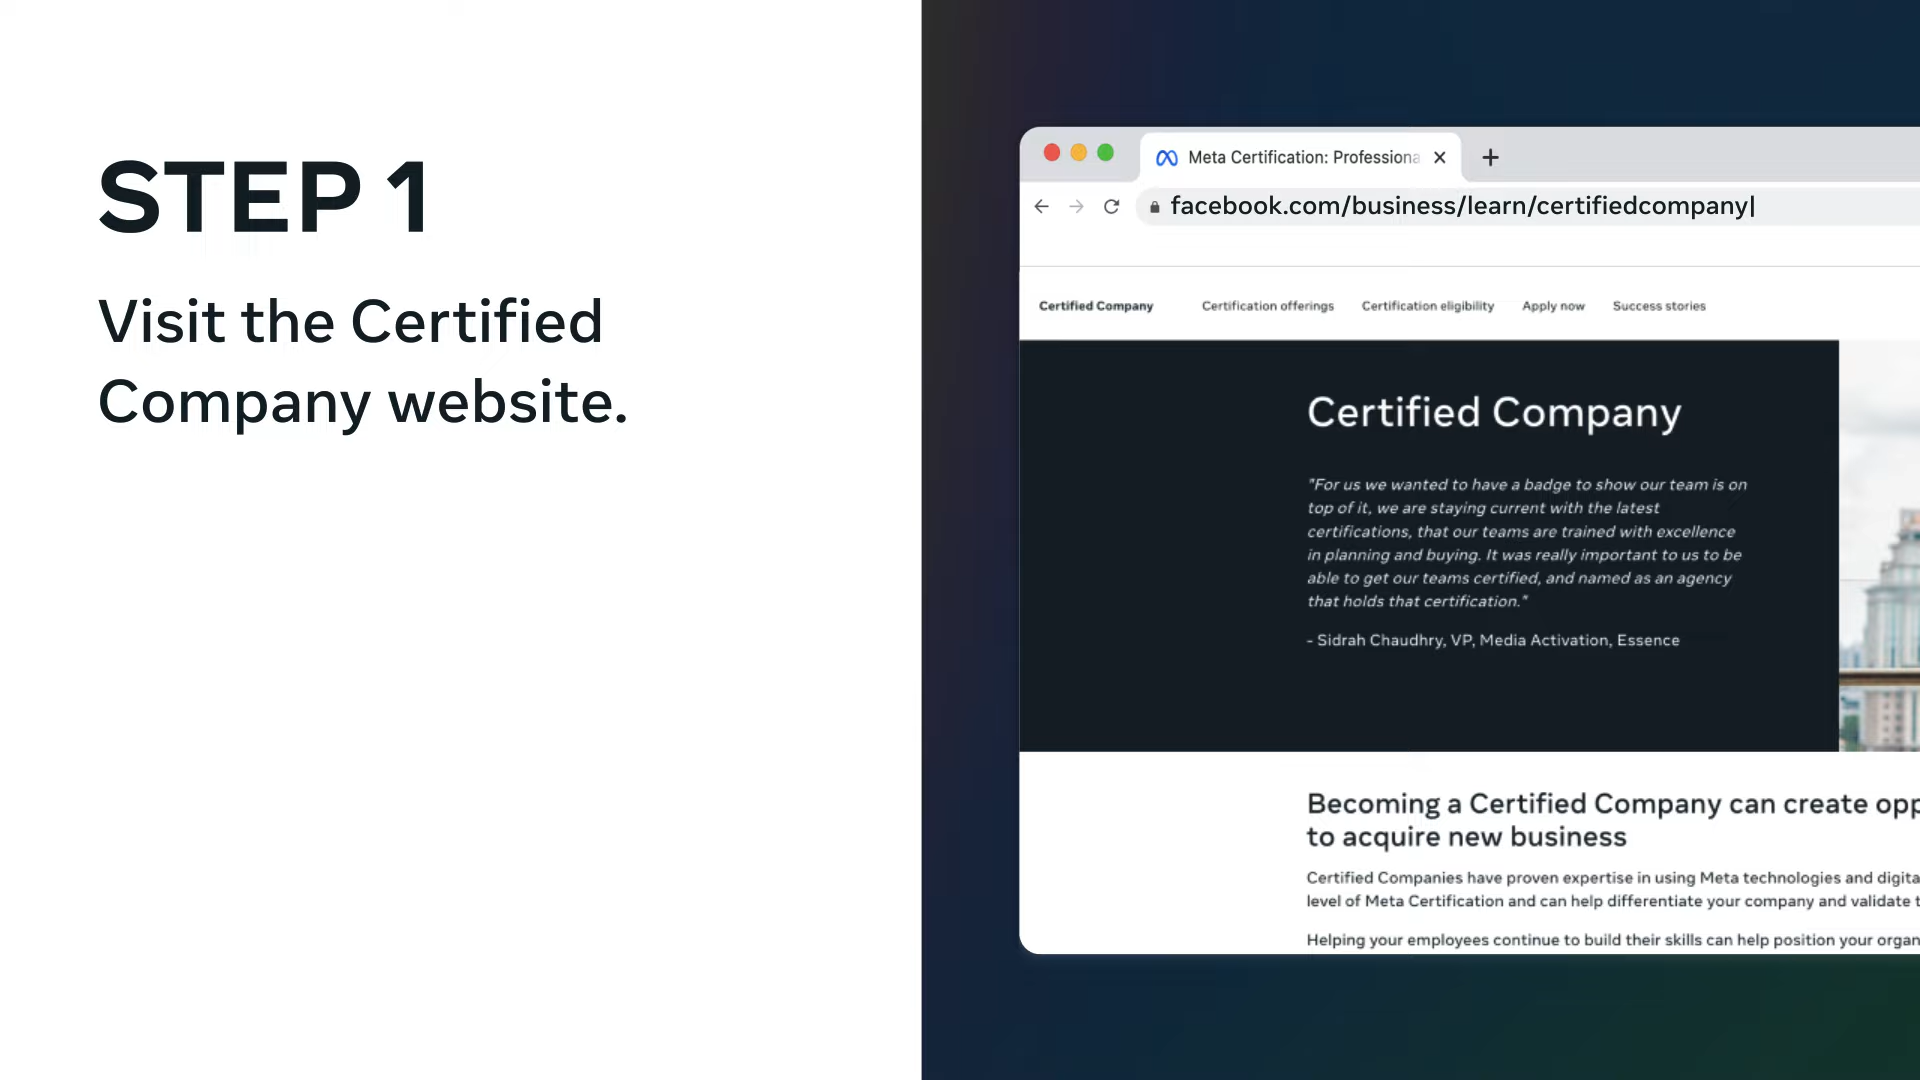 STEP 1
Visit the Certified
Company website.
Meta Certification: Professiona
facebook.com/business/learn/certifiedcompany
Certified Company Certification offerings Certification eligibility Apply now Success stories
Certified Company
"For us we wanted to have a badge to show our team is on
top of it, we are staying current with the latest
certifications, that our teams are trained with excellence
in planning and buying. It was really important to us to be
able to get our teams certified, and named as an agency
that holds that certification."
- Sidrah Chaudhry, VP, Media Activation, Essence
Becoming a Certified Company can create opp
to acquire new business
Certified Companies have proven expertise in using Meta technologies and digita
level of Meta Certification and can help differentiate your company and validate t
Helping your employees continue to build their skills can help position your organ